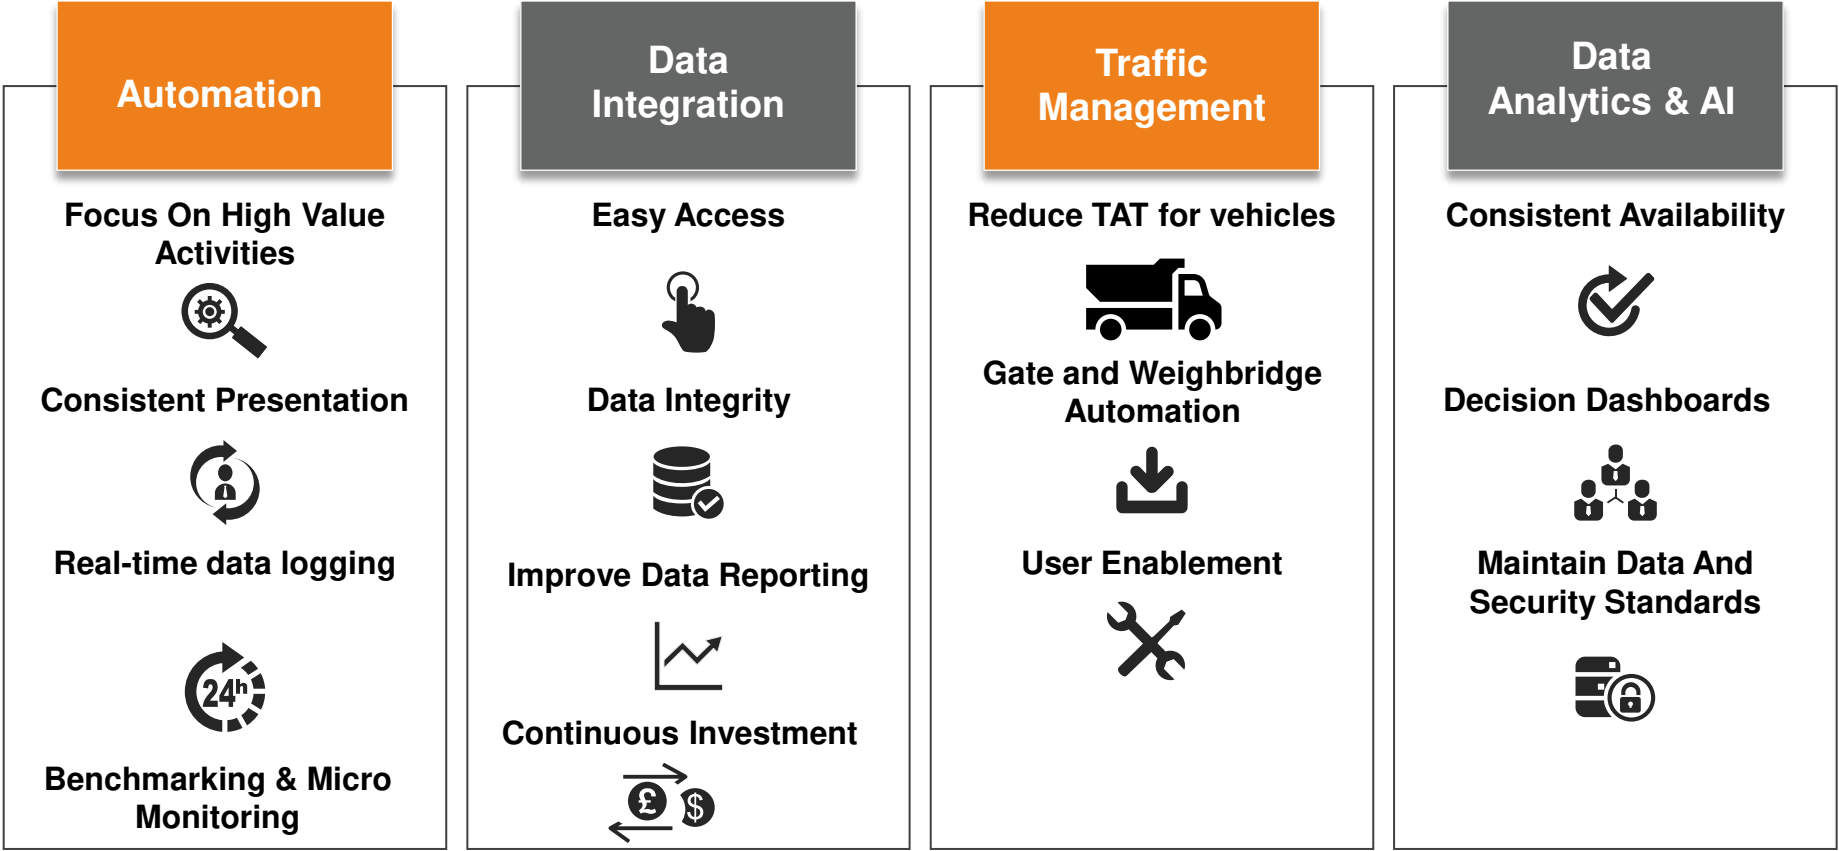 Automation
Focus On High Value
Activities
Consistent Presentation
Real-time data logging
24h
Benchmarking & Micro
Monitoring
Data
Integration
Easy Access
Data Integrity
Improve Data Reporting
Continuous Investment
£ $
Traffic
Management
Reduce TAT for vehicles
Gate and Weighbridge
Automation
User Enablement
Data
Analytics & AI
Consistent Availability
Decision Dashboards
Maintain Data And
Security Standards